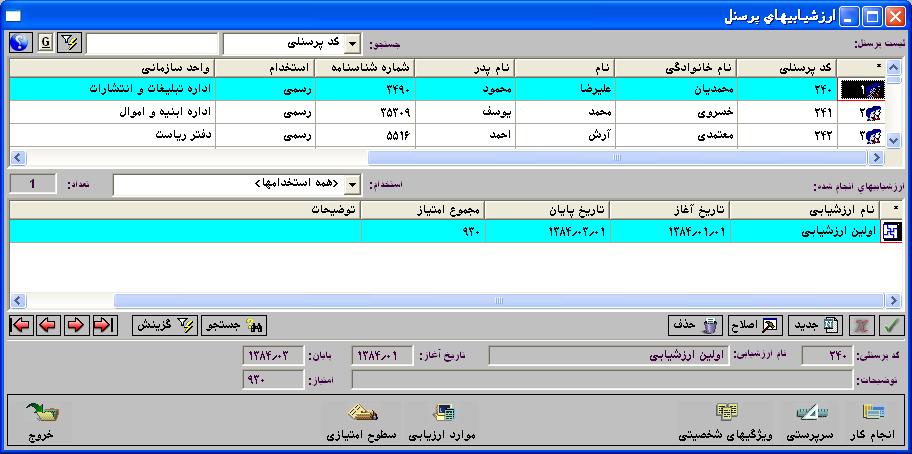 ارزشيابيهاي پرسنل
ليست پرسنل:
جستجو: کد پرسنلی
G
* کد پرسنلی نام خانوادگی نام نام پدر شماره شناسنامه استخدام واحد سازمانی
۱ ۲۴۰ محمدیان علیرضا محمود ۳۴۹۰ رسمی اداره تبلیغات و انتشارات
۲ ۲۴۱ خسروی محمد یوسف ۳۵۳۰۹ رسمی اداره ابنیه و اموال
۳ ۲۴۲ معتمدی آرش احمد ۵۵۱۶ رسمی دفتر ریاست
ارزشیابیهای انجام شده:
استخدام: <همه استخدامها>
تعداد: 1
* نام ارزشیابی تاریخ آغاز تاریخ پایان مجموع امتیاز توضیحات
اولین ارزشیابی ۱۳۸۴/۰۱/۰۱ ۱۳۸۴/۰۳/۰۱ ۹۳۰
جدید اصلاح حذف جستجو گزینش
کد پرسنلی: ۲۴۰ نام ارزشیابی: اولین ارزشیابی تاریخ آغاز: ۱۳۸۴/۰۱ پایان: ۱۳۸۴/۰۳
توضیحات: امتیاز: ۹۳۰
انجام کار سرپرستی ویژگیهای شخصیتی موارد ارزیابی سطوح امتیازی خروج